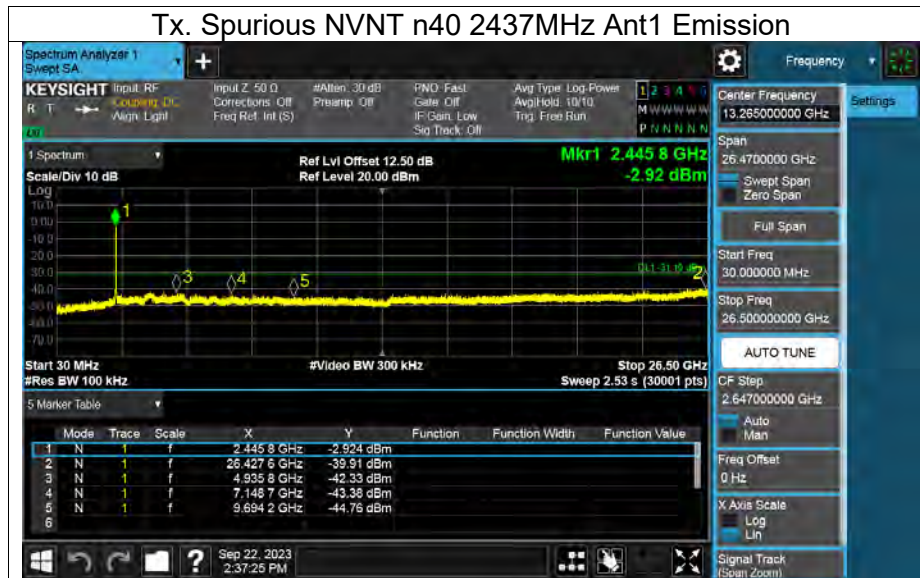 Tx. Spurious NVNT n40 2437MHz Ant1 Emission
Spectrum Analyzer 1
Swept SA
+
Frequency
KEYSIGHT
R T
Input: RF
Coupling: DC
Align: Light
Input Z: 50 Ω
Corrections: Off
Freq Ref: Int (S)
#Atten: 30 dB
Preamp: Off
PNO: Fast
Gate: Off
IF Gain: Low
Sig Track: Off
Avg Type: Log-Power
Avg|Hold: 10/10
Trig: Free Run
1 2 3 4 5 6
M W W W W W
P N N N N N
Center Frequency
13.265000000 GHz
Settings
Span
26.4700000 GHz
Swept Span
Zero Span
Full Span
Start Freq
30.000000 MHz
Stop Freq
26.500000000 GHz
AUTO TUNE
CF Step
2.647000000 GHz
Auto
Man
Freq Offset
0 Hz
X Axis Scale
Log
Lin
Signal Track
(Span Zoom)
1 Spectrum
Scale/Div 10 dB
Ref Lvl Offset 12.50 dB
Ref Level 20.00 dBm
Mkr1 2.445 8 GHz
-2.92 dBm
Log
10.0
0.00
-10.0
-20.0
-30.0
-40.0
-50.0
-60.0
-70.0
1
3
4
5
2
Start 30 MHz
#Res BW 100 kHz
#Video BW 300 kHz
Stop 26.50 GHz
Sweep 2.53 s (30001 pts)
5 Marker Table
Mode Trace Scale X Y Function Function Width Function Value
1 N 1 f 2.445 8 GHz -2.924 dBm
2 N 1 f 26.427 6 GHz -39.91 dBm
3 N 1 f 4.935 8 GHz -42.33 dBm
4 N 1 f 7.148 7 GHz -43.38 dBm
5 N 1 f 9.694 2 GHz -44.76 dBm
6
?
Sep 22, 2023
2:37:25 PM